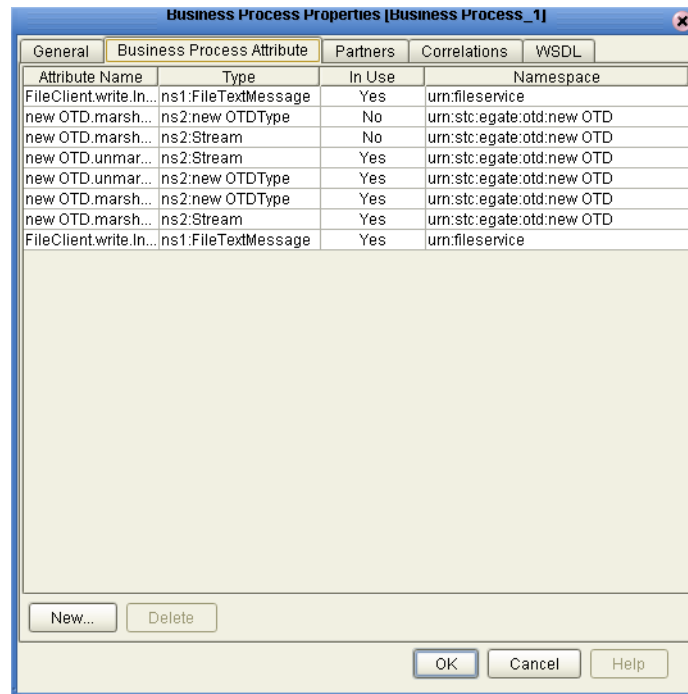 Business Process Properties [Business Process_1]
General Business Process Attribute Partners Correlations WSDL
Attribute Name Type In Use Namespace
FileClient.write.In... ns1:FileTextMessage Yes urn:fileservice
new OTD.marsh... ns2:new OTDType No urn:stc:egate:otd:new OTD
new OTD.marsh... ns2:Stream No urn:stc:egate:otd:new OTD
new OTD.unmar... ns2:Stream Yes urn:stc:egate:otd:new OTD
new OTD.unmar... ns2:new OTDType Yes urn:stc:egate:otd:new OTD
new OTD.marsh... ns2:new OTDType Yes urn:stc:egate:otd:new OTD
new OTD.marsh... ns2:Stream Yes urn:stc:egate:otd:new OTD
FileClient.write.In... ns1:FileTextMessage Yes urn:fileservice
New... Delete
OK Cancel Help